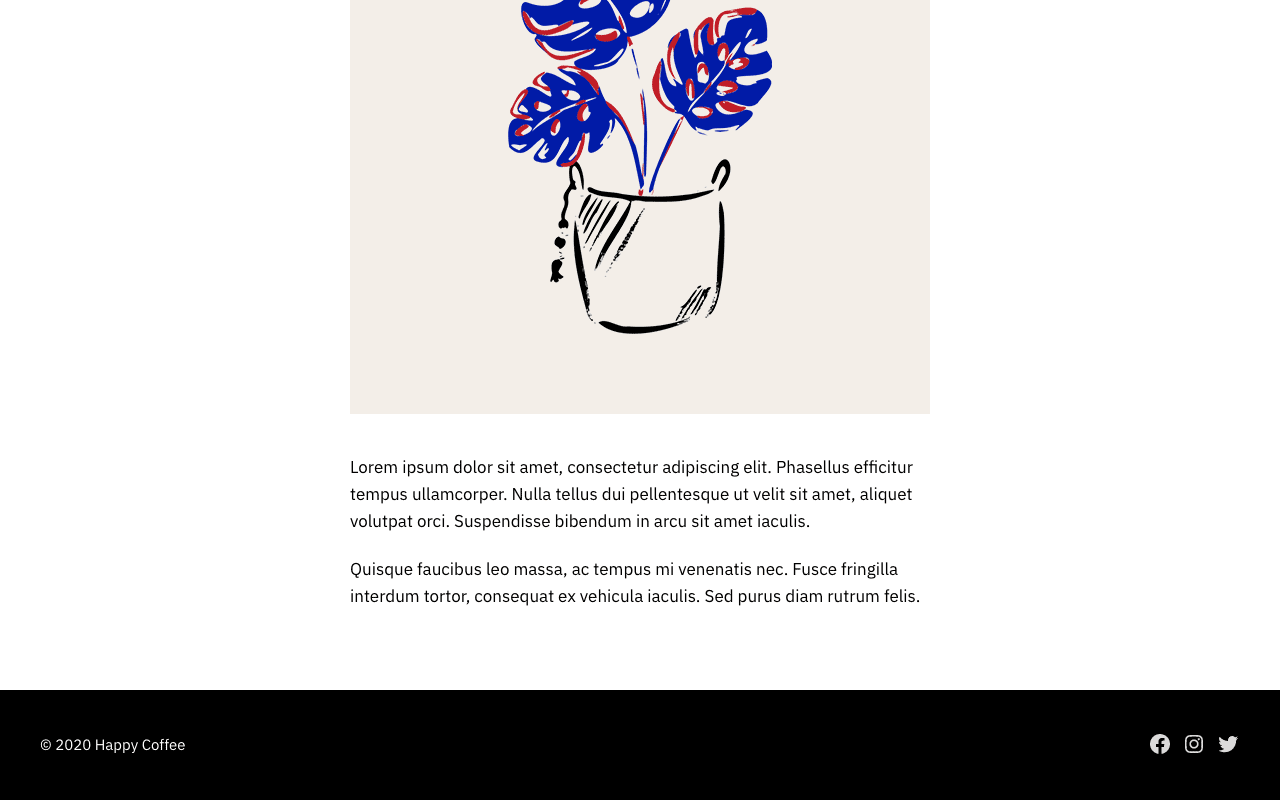 Lorem ipsum dolor sit amet, consectetur adipiscing elit. Phasellus efficitur
tempus ullamcorper. Nulla tellus dui pellentesque ut velit sit amet, aliquet
volutpat orci. Suspendisse bibendum in arcu sit amet iaculis.
Quisque faucibus leo massa, ac tempus mi venenatis nec. Fusce fringilla
interdum tortor, consequat ex vehicula iaculis. Sed purus diam rutrum felis.
© 2020 Happy Coffee